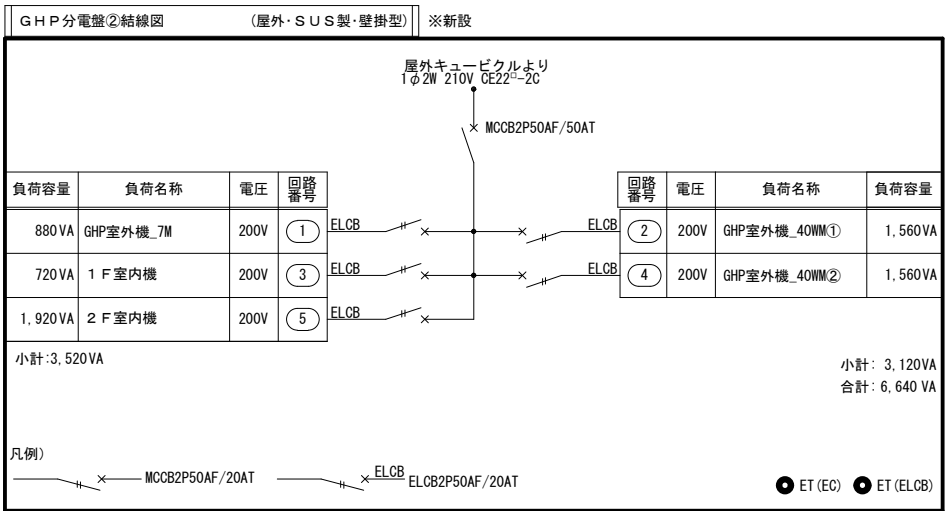 GHP分電盤②結線図　(屋外・SUS製・壁掛型)　※新設
屋外キュービクルより
1φ2W 210V CE22□-2C
MCCB2P50AF/50AT
負荷容量　負荷名称　電圧　回路番号
回路番号　電圧　負荷名称　負荷容量
880VA　GHP室外機_7M　200V　1　ELCB
ELCB　2　200V　GHP室外機_40WM①　1,560VA
720VA　1F室内機　200V　3　ELCB
ELCB　4　200V　GHP室外機_40WM②　1,560VA
1,920VA　2F室内機　200V　5　ELCB
小計:3,520VA
小計: 3,120VA
合計: 6,640 VA
凡例)
MCCB2P50AF/20AT　ELCB　ELCB2P50AF/20AT
ET(EC)　ET(ELCB)